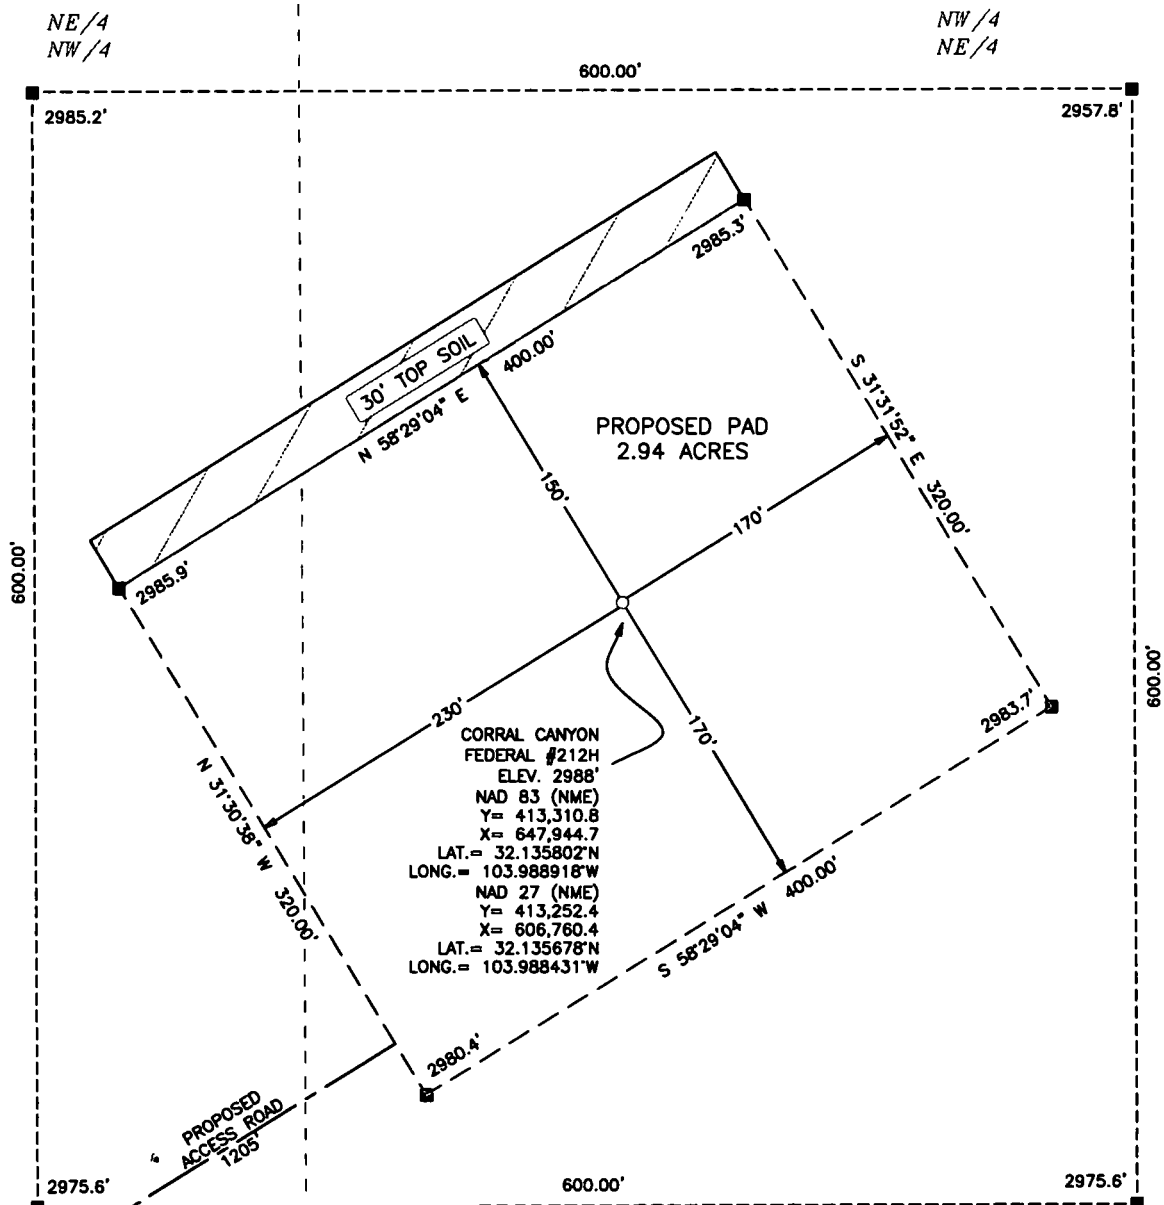 NE/4
NW/4
NW/4
NE/4
600.00'
2985.2'
2957.8'
2985.3'
30' TOP SOIL
400.00'
N 58°29'04" E
S 31°31'52" E 320.00'
PROPOSED PAD
2.94 ACRES
150'
170'
600.00'
2985.9'
600.00'
230'
170'
2983.7'
CORRAL CANYON
FEDERAL #212H
ELEV. 2988'
NAD 83 (NME)
Y= 413,310.8
X= 647,944.7
LAT.= 32.135802°N
LONG.= 103.988918°W
NAD 27 (NME)
Y= 413,252.4
X= 606,760.4
LAT.= 32.135678°N
LONG.= 103.988431°W
N 31°30'38" W 320.00'
S 58°29'04" W 400.00'
2980.4'
PROPOSED
ACCESS ROAD
1205'
2975.6'
600.00'
2975.6'